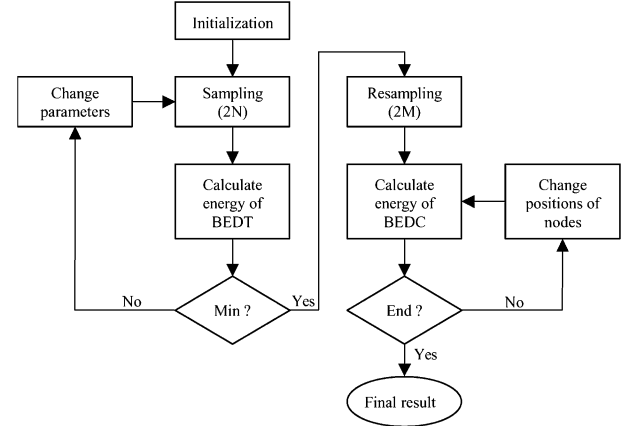 Initialization
Change
parameters
Sampling
(2N)
Calculate
energy of
BEDT
Min ?
No
Yes
Resampling
(2M)
Calculate
energy of
BEDC
Change
positions of
nodes
End ?
No
Yes
Final result